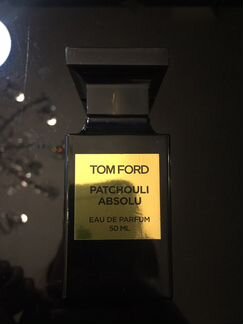 TOM FORD
PATCHOULI
ABSOLU
EAU DE PARFUM
50 ML